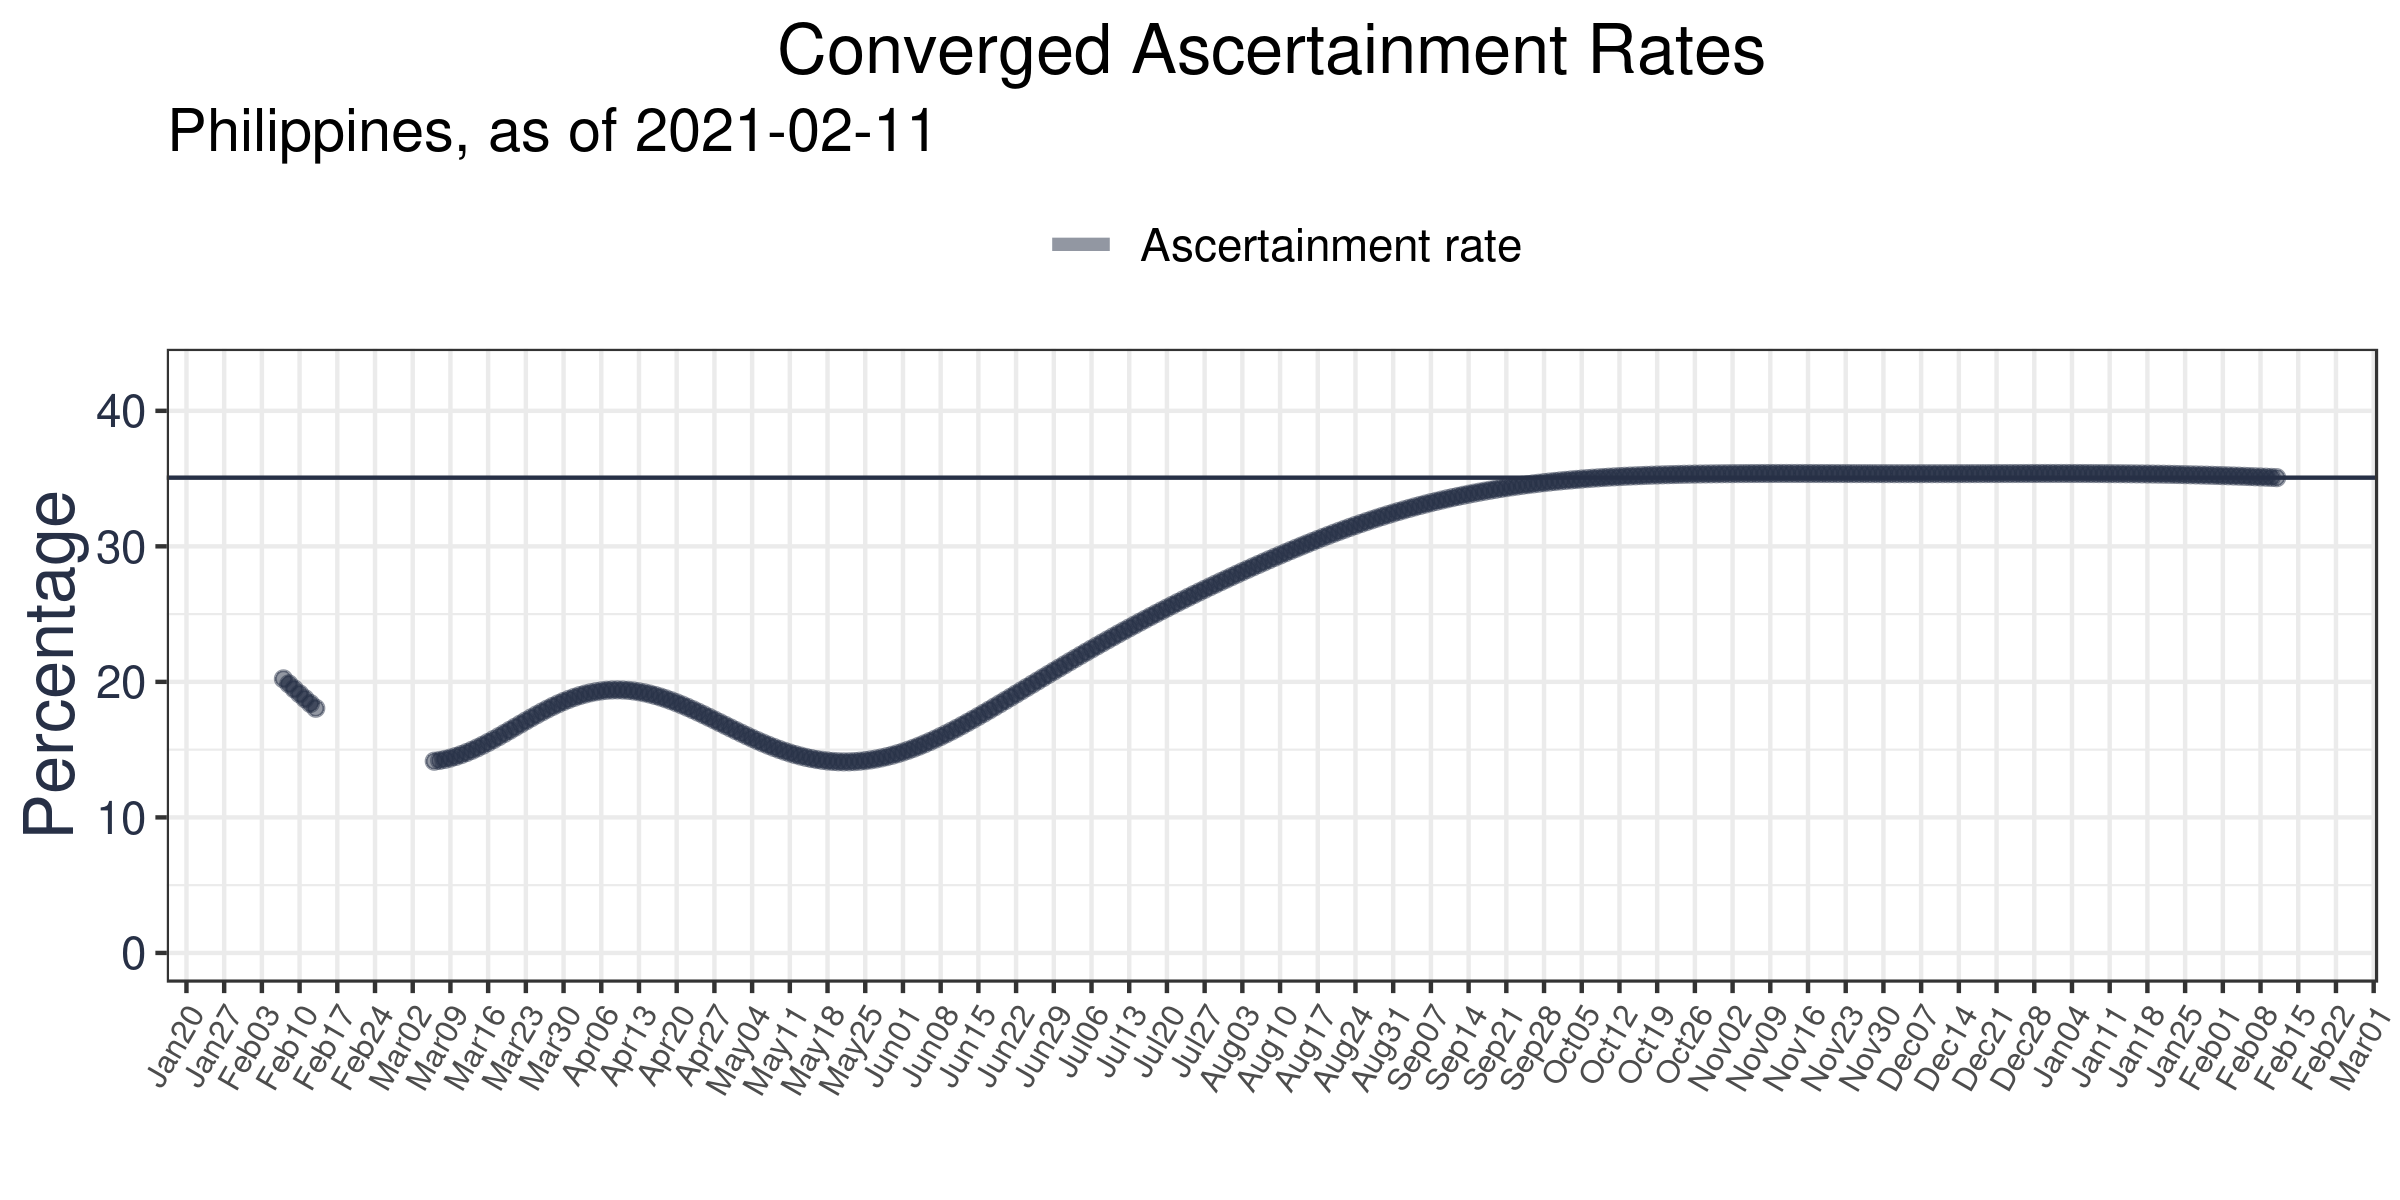 Converged Ascertainment Rates
Philippines, as of 2021-02-11
Ascertainment rate
Percentage
40
30
20
10
0
Jan20 Jan27 Feb03 Feb10 Feb17 Feb24 Mar02 Mar09 Mar16 Mar23 Mar30 Apr06 Apr13 Apr20 Apr27 May04 May11 May18 May25 Jun01 Jun08 Jun15 Jun22 Jun29 Jul06 Jul13 Jul20 Jul27 Aug03 Aug10 Aug17 Aug24 Aug31 Sep07 Sep14 Sep21 Sep28 Oct05 Oct12 Oct19 Oct26 Nov02 Nov09 Nov16 Nov23 Nov30 Dec07 Dec14 Dec21 Dec28 Jan04 Jan11 Jan18 Jan25 Feb01 Feb08 Feb15 Feb22 Mar01